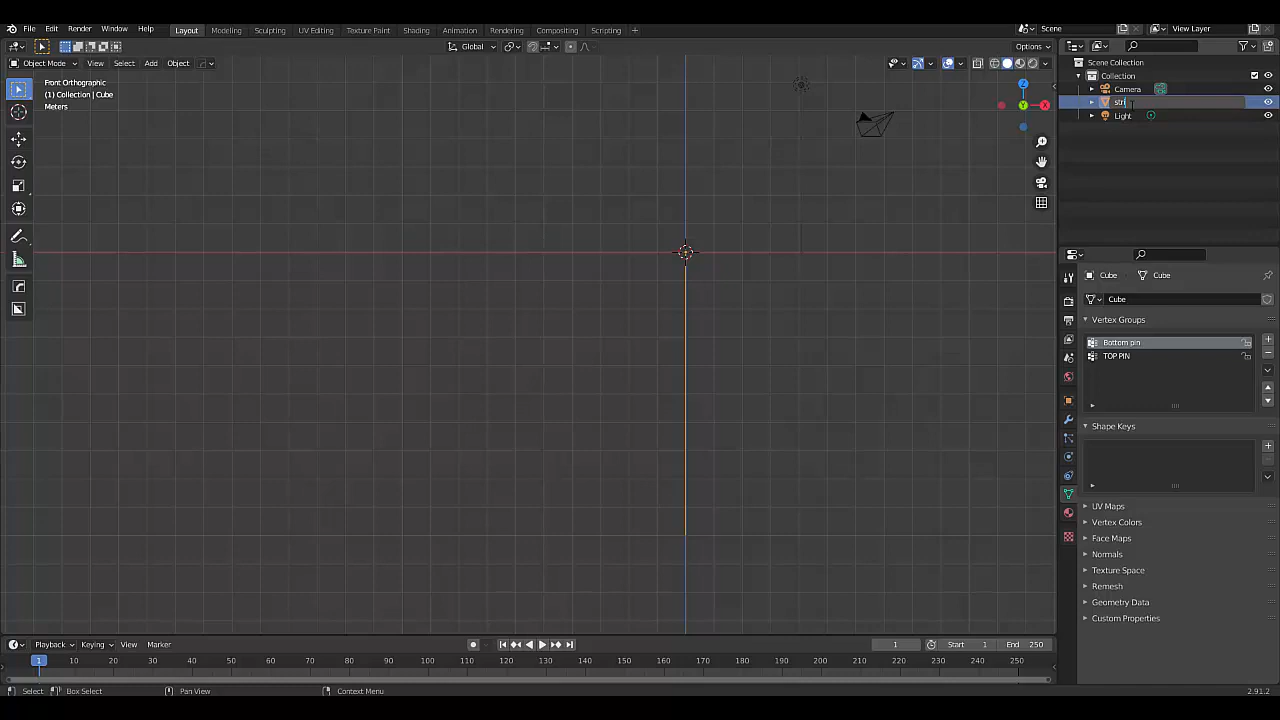 File Edit Render Window Help
Layout Modeling Sculpting UV Editing Texture Paint Shading Animation Rendering Compositing Scripting +
Scene View Layer
Global Options
Object Mode View Select Add Object
Front Orthographic
(1) Collection | Cube
Meters
Z
Y
X
Scene Collection
Collection
Camera
stri
Light
Cube Cube
Cube
Vertex Groups
Bottom pin
TOP PIN
Shape Keys
UV Maps
Vertex Colors
Face Maps
Normals
Texture Space
Remesh
Geometry Data
Custom Properties
Playback Keying View Marker 1 Start 1 End 250
1 10 20 30 40 50 60 70 80 90 100 110 120 130 140 150 160 170 180 190 200 210 220 230 240 250
Select Box Select Pan View Context Menu 2.91.2